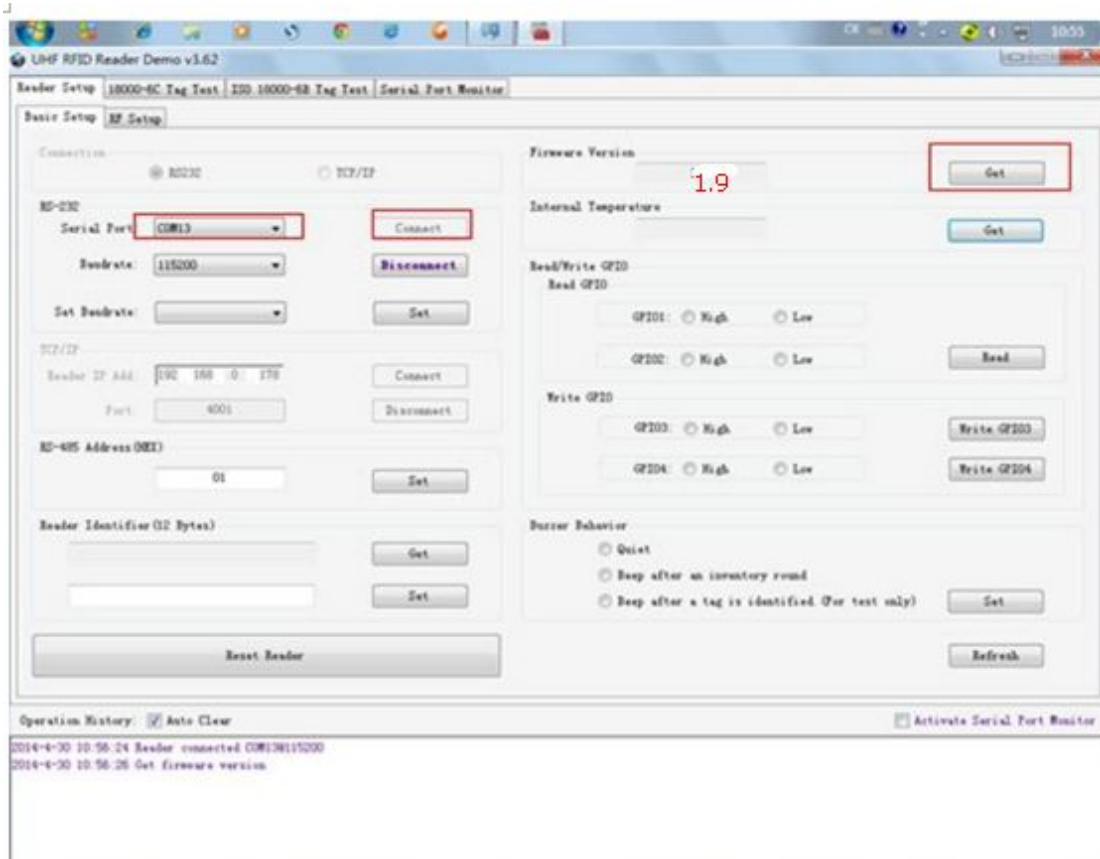 10:55
UHF RFID Reader Demo v3.62
Reader Setup 18000-6C Tag Test ISO 18000-6B Tag Test Serial Port Monitor
Basic Setup RF Setup
Connection
RS232 TCP/IP
RS-232
Serial Port COM13 Connect
Baudrate: 115200 Disconnect
Set Baudrate: Set
TCP/IP
Reader IP Add: 192 168 0 178 Connect
Port: 4001 Disconnect
RS-485 Address(HEX)
01 Set
Reader Identifier(12 Bytes)
Get
Set
Reset Reader
Firmware Version
1.9 Get
Internal Temperature
Get
Read/Write GPIO
Read GPIO
GPIO1: High Low
GPIO2: High Low Read
Write GPIO
GPIO3: High Low Write GPIO3
GPIO4: High Low Write GPIO4
Buzzer Behavior
Quiet
Beep after an inventory round
Beep after a tag is identified (For test only) Set
Refresh
Operation History: Auto Clear Activate Serial Port Monitor
2014-4-30 10:56:24 Reader connected COM13@115200
2014-4-30 10:56:26 Get firmware version